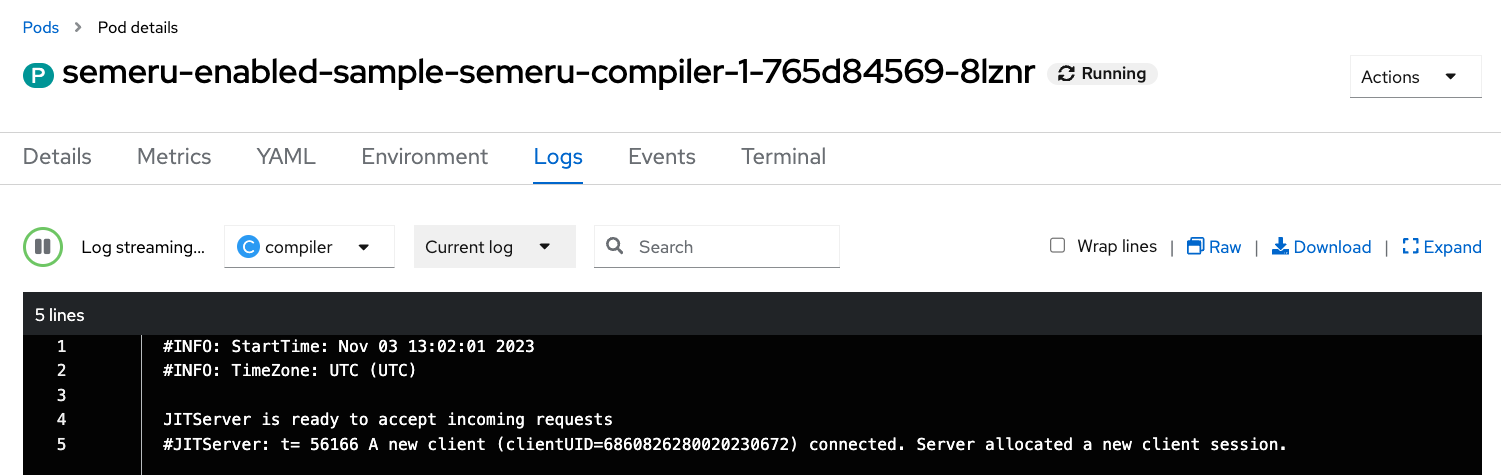 Pods > Pod details
P semeru-enabled-sample-semeru-compiler-1-765d84569-8lznr Running
Actions
Details Metrics YAML Environment Logs Events Terminal
Log streaming... C compiler Current log Search Wrap lines | Raw | Download | Expand
5 lines
1 #INFO: StartTime: Nov 03 13:02:01 2023
2 #INFO: TimeZone: UTC (UTC)
3
4 JITServer is ready to accept incoming requests
5 #JITServer: t= 56166 A new client (clientUID=6860826280020230672) connected. Server allocated a new client session.